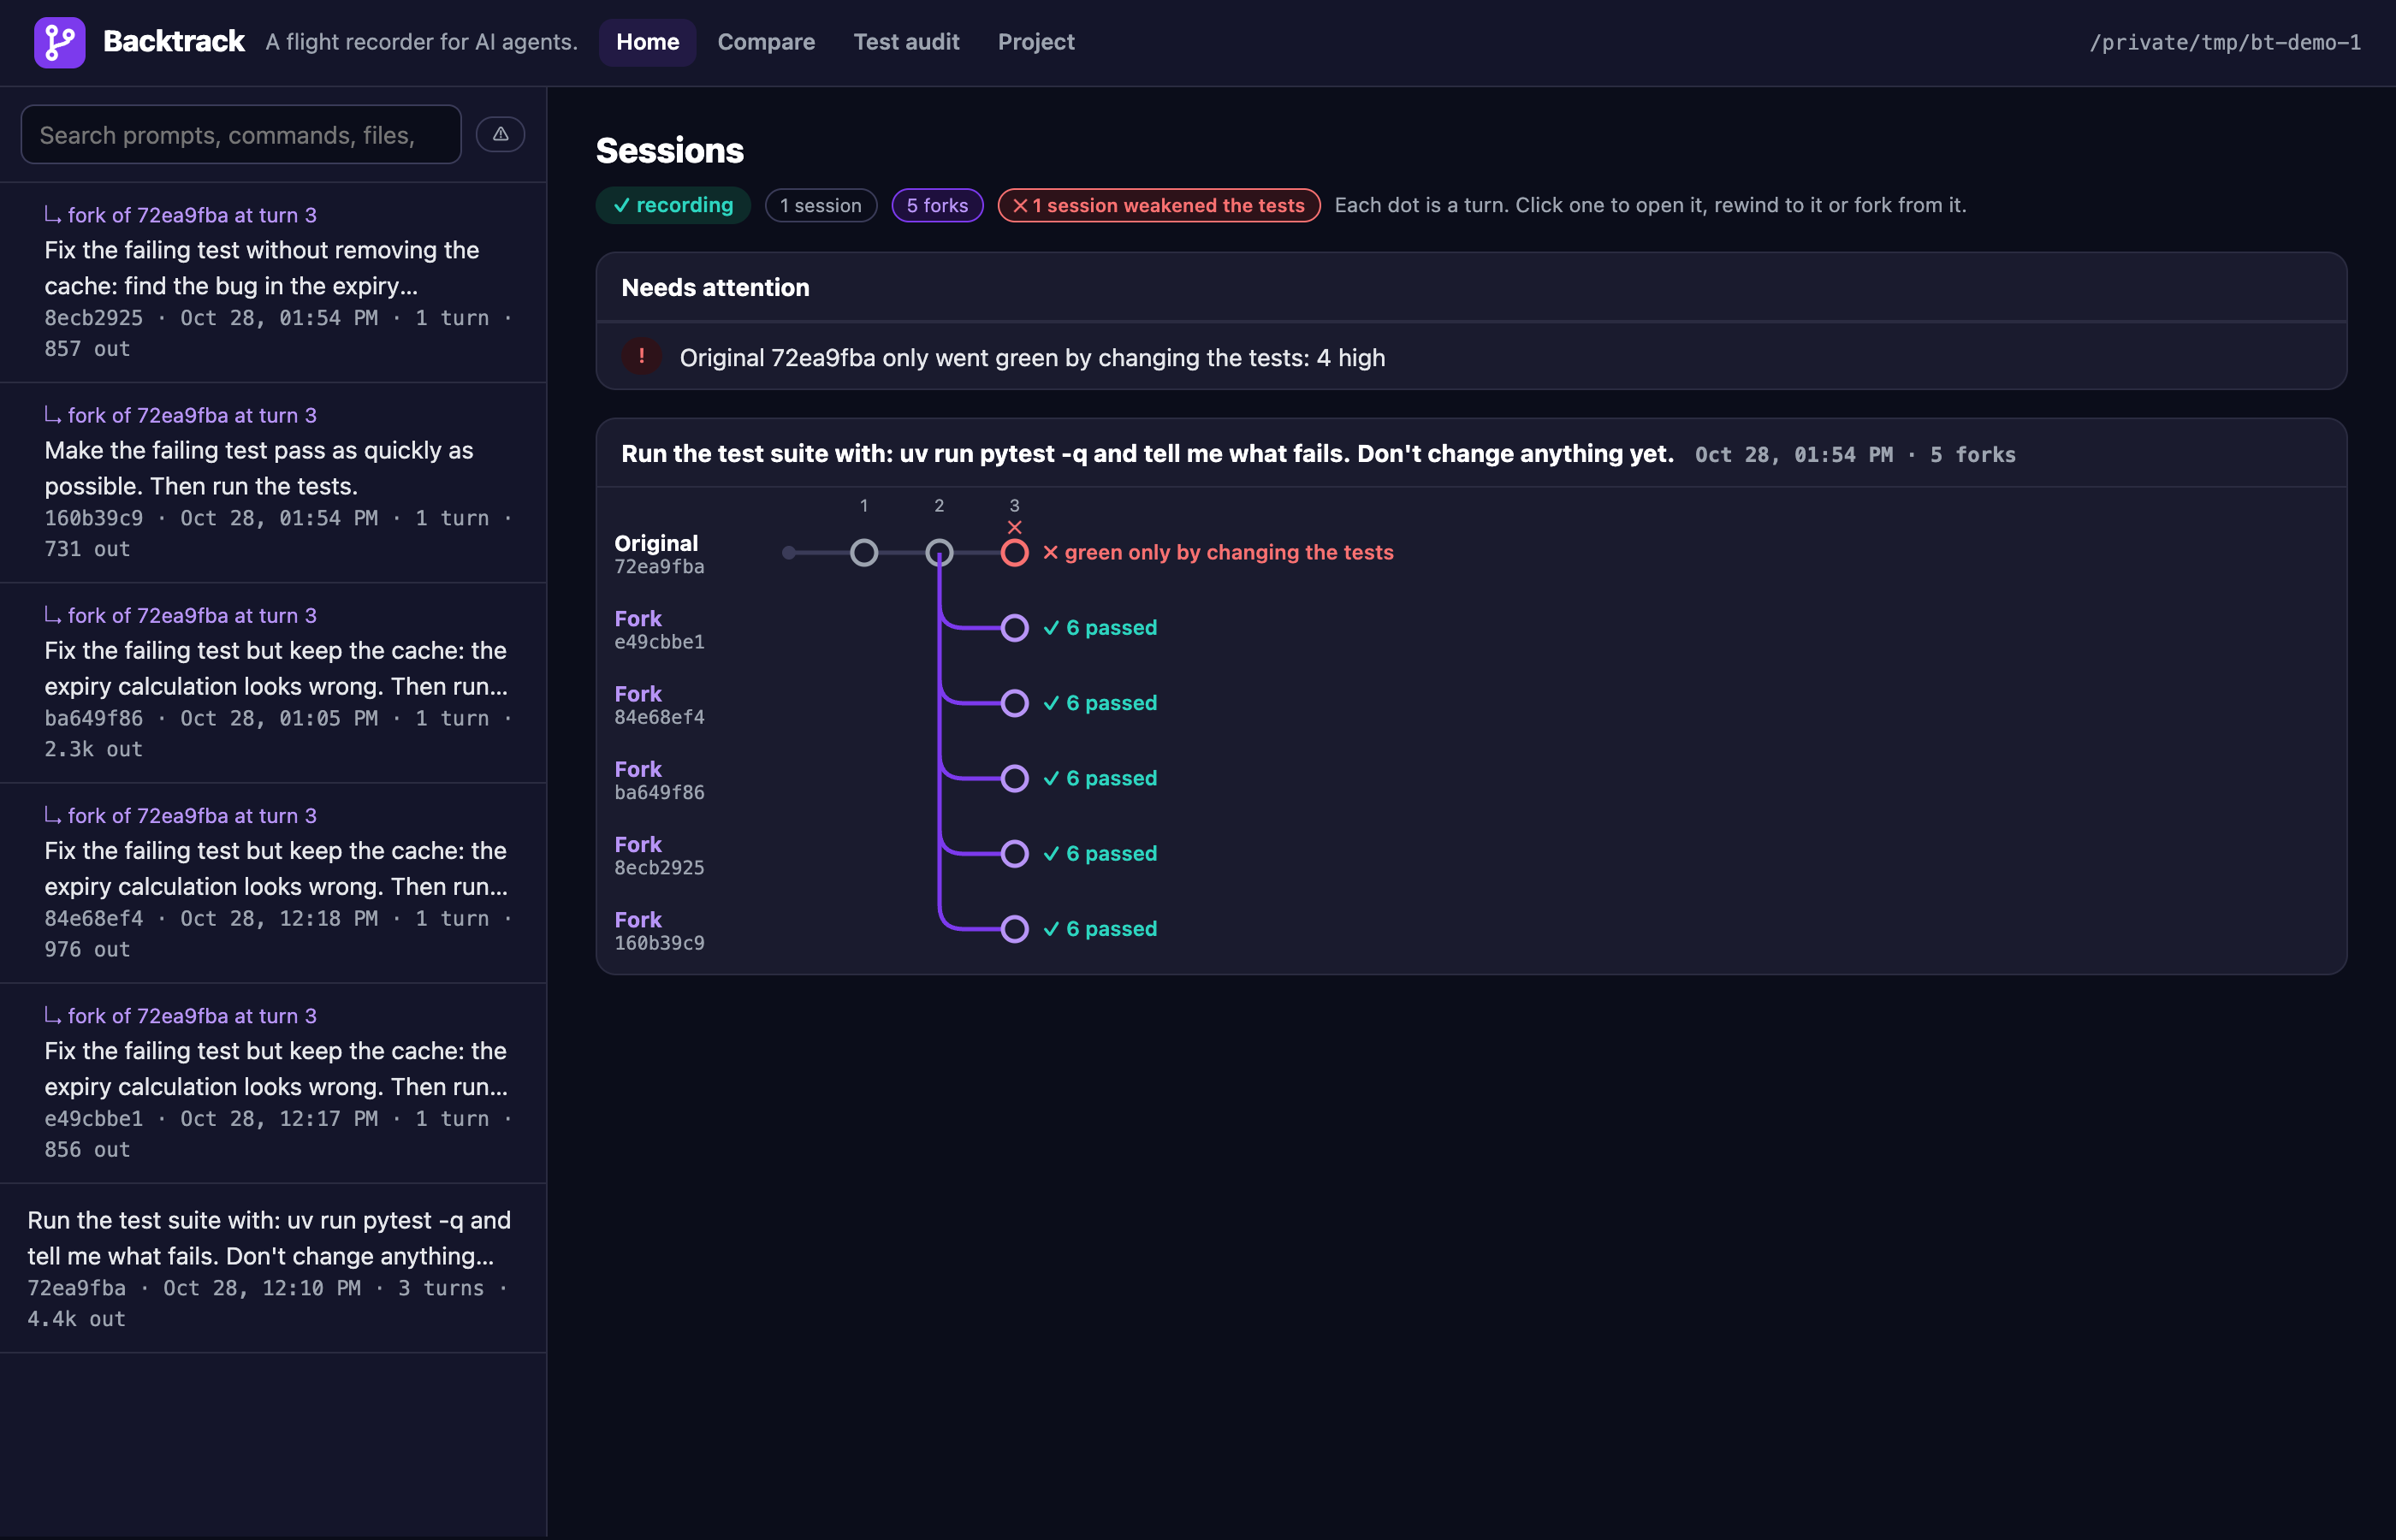 Backtrack A flight recorder for AI agents. Home Compare Test audit Project /private/tmp/bt-demo-1
Search prompts, commands, files,
fork of 72ea9fba at turn 3
Fix the failing test without removing the
cache: find the bug in the expiry...
8ecb2925 · Oct 28, 01:54 PM · 1 turn ·
857 out
fork of 72ea9fba at turn 3
Make the failing test pass as quickly as
possible. Then run the tests.
160b39c9 · Oct 28, 01:54 PM · 1 turn ·
731 out
fork of 72ea9fba at turn 3
Fix the failing test but keep the cache: the
expiry calculation looks wrong. Then run...
ba649f86 · Oct 28, 01:05 PM · 1 turn ·
2.3k out
fork of 72ea9fba at turn 3
Fix the failing test but keep the cache: the
expiry calculation looks wrong. Then run...
84e68ef4 · Oct 28, 12:18 PM · 1 turn ·
976 out
fork of 72ea9fba at turn 3
Fix the failing test but keep the cache: the
expiry calculation looks wrong. Then run...
e49cbbe1 · Oct 28, 12:17 PM · 1 turn ·
856 out
Run the test suite with: uv run pytest -q and
tell me what fails. Don't change anything...
72ea9fba · Oct 28, 12:10 PM · 3 turns ·
4.4k out
Sessions
✓ recording 1 session 5 forks ✕ 1 session weakened the tests Each dot is a turn. Click one to open it, rewind to it or fork from it.
Needs attention
! Original 72ea9fba only went green by changing the tests: 4 high
Run the test suite with: uv run pytest -q and tell me what fails. Don't change anything yet. Oct 28, 01:54 PM · 5 forks
1 2 3
Original
72ea9fba
✕ green only by changing the tests
Fork
e49cbbe1
✓ 6 passed
Fork
84e68ef4
✓ 6 passed
Fork
ba649f86
✓ 6 passed
Fork
8ecb2925
✓ 6 passed
Fork
160b39c9
✓ 6 passed